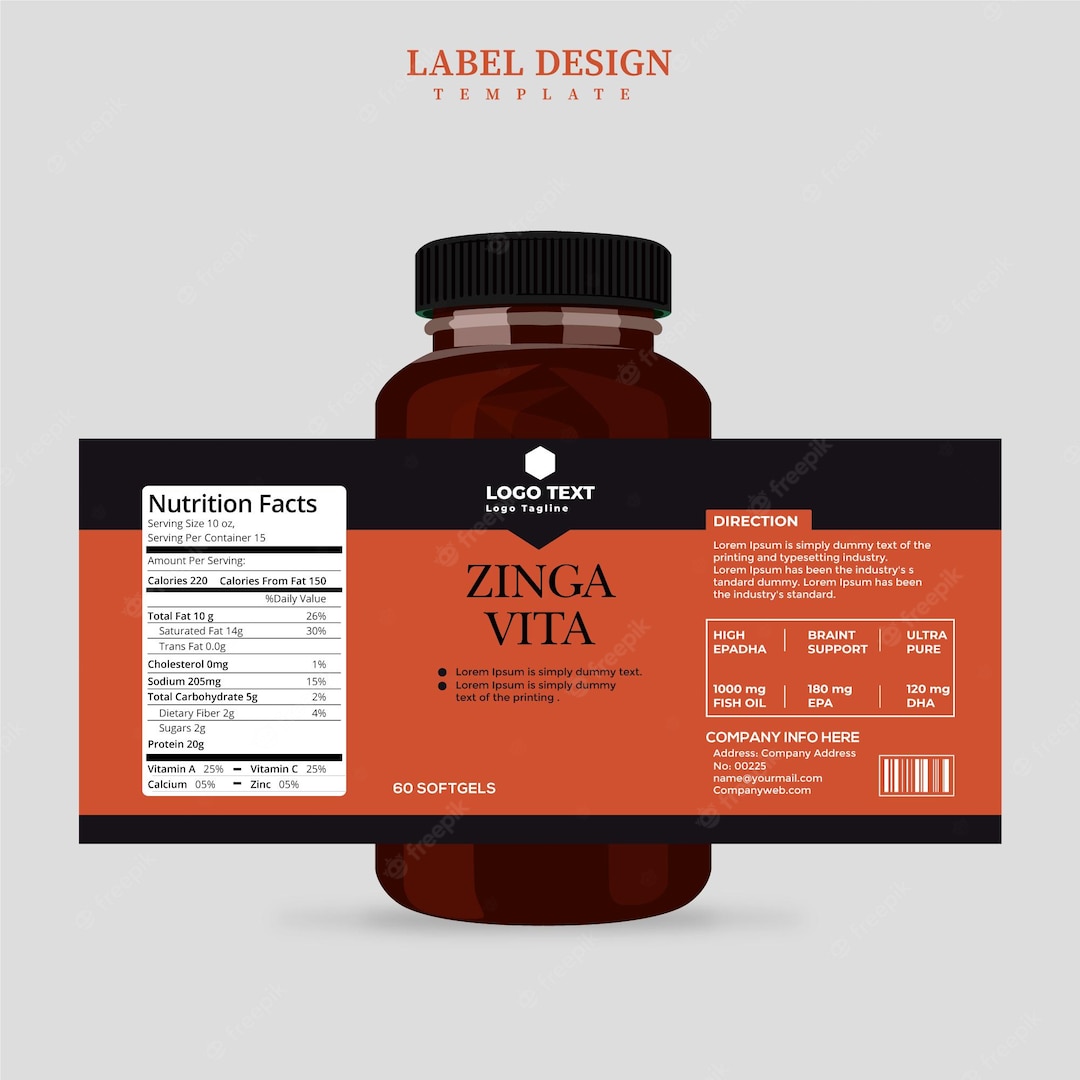 LABEL DESIGN
TEMPLATE
LOGO TEXT
Logo Tagline
Nutrition Facts
Serving Size 10 oz,
Serving Per Container 15
Amount Per Serving:
Calories 220 Calories From Fat 150
%Daily Value
Total Fat 10 g 26%
Saturated Fat 14g 30%
Trans Fat 0.0g
Cholesterol 0mg 1%
Sodium 205mg 15%
Total Carbohydrate 5g 2%
Dietary Fiber 2g 4%
Sugars 2g
Protein 20g
Vitamin A 25% – Vitamin C 25%
Calcium 05% – Zinc 05%
ZINGA
VITA
Lorem Ipsum is simply dummy text.
Lorem Ipsum is simply dummy
text of the printing .
60 SOFTGELS
DIRECTION
Lorem Ipsum is simply dummy text of the
printing and typesetting industry.
Lorem Ipsum has been the industry's s
tandard dummy. Lorem Ipsum has been
the industry's standard.
HIGH BRAINT ULTRA
EPADHA SUPPORT PURE
1000 mg 180 mg 120 mg
FISH OIL EPA DHA
COMPANY INFO HERE
Address: Company Address
No: 00225
name@yourmail.com
Companyweb.com
freepik